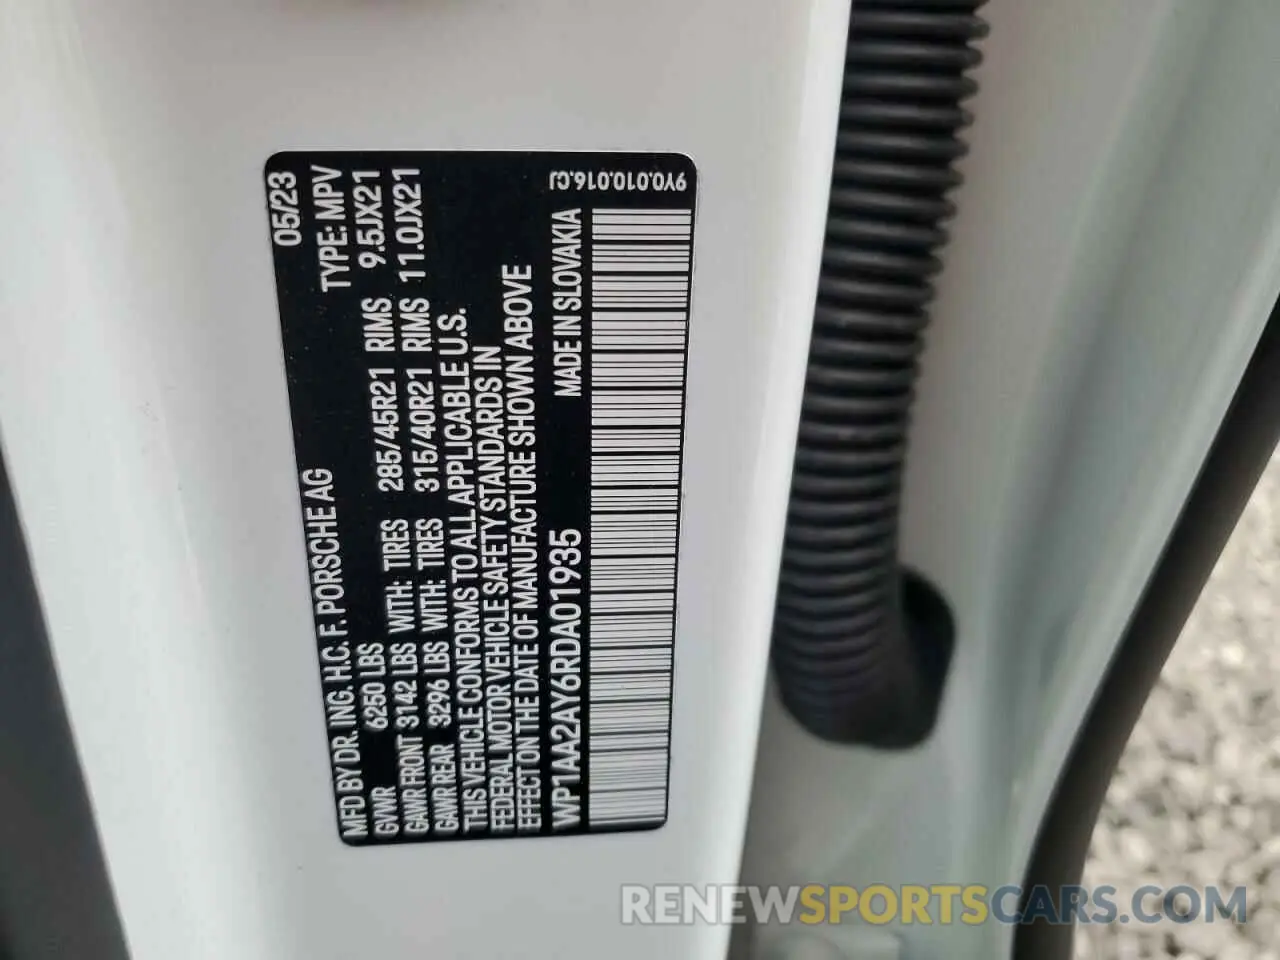 MFD BY DR. ING. H.C. F. PORSCHE AG 05/23
GVWR 6250 LBS TYPE: MPV
GAWR FRONT 3142 LBS WITH: TIRES 285/45R21 RIMS 9.5JX21
GAWR REAR 3296 LBS WITH: TIRES 315/40R21 RIMS 11.0JX21
THIS VEHICLE CONFORMS TO ALL APPLICABLE U.S.
FEDERAL MOTOR VEHICLE SAFETY STANDARDS IN
EFFECT ON THE DATE OF MANUFACTURE SHOWN ABOVE
WP1AA2AY6RDA01935 MADE IN SLOVAKIA
9Y0.010.016.CJ
RENEWSPORTSCARS.COM